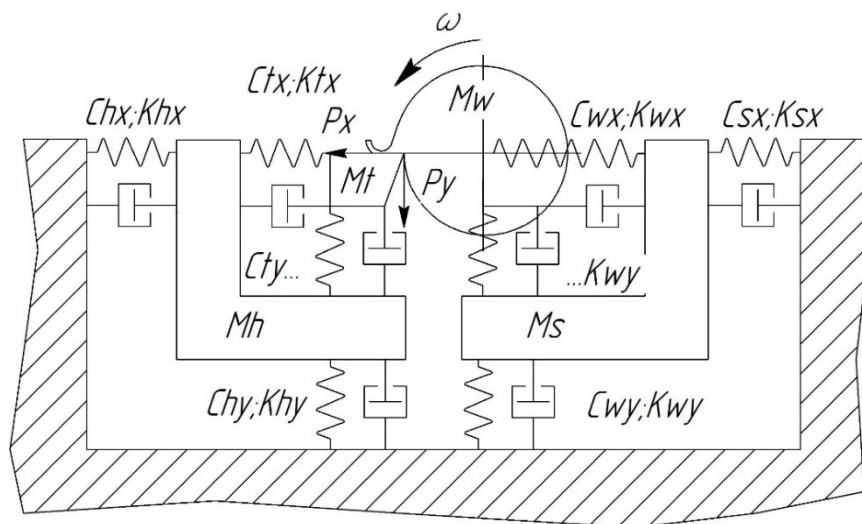 ω
Ctx;Ktx
Mw
Chx;Khx
Px
Cwx;Kwx
Csx;Ksx
Mt
Py
Cty...
...Kwy
Mh
Ms
Chy;Khy
Cwy;Kwy